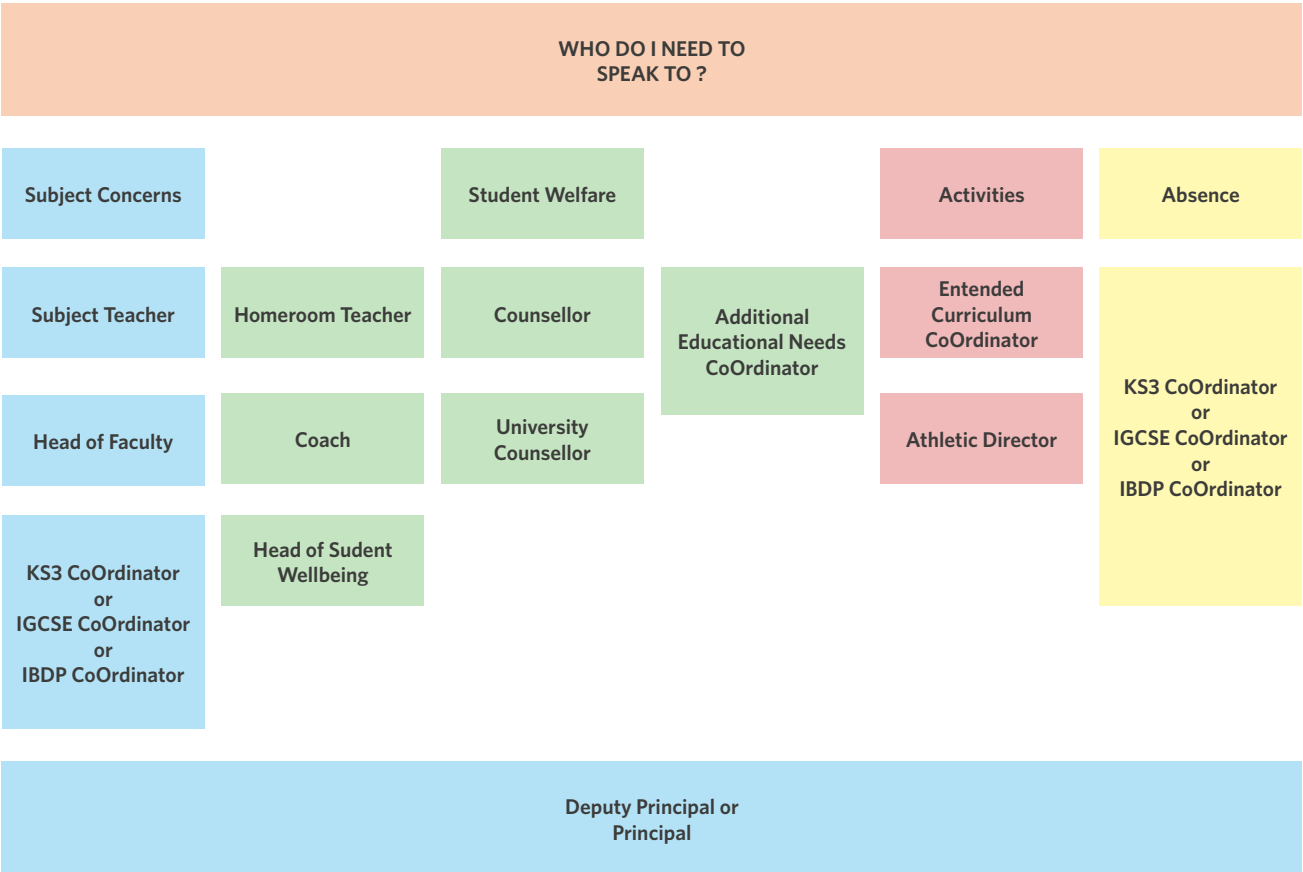 WHO DO I NEED TO
SPEAK TO ?
Subject Concerns
Student Welfare
Activities
Absence
Subject Teacher
Homeroom Teacher
Counsellor
Additional
Educational Needs
CoOrdinator
Entended
Curriculum
CoOrdinator
KS3 CoOrdinator
or
IGCSE CoOrdinator
or
IBDP CoOrdinator
Head of Faculty
Coach
University
Counsellor
Athletic Director
KS3 CoOrdinator
or
IGCSE CoOrdinator
or
IBDP CoOrdinator
Head of Sudent
Wellbeing
Deputy Principal or
Principal